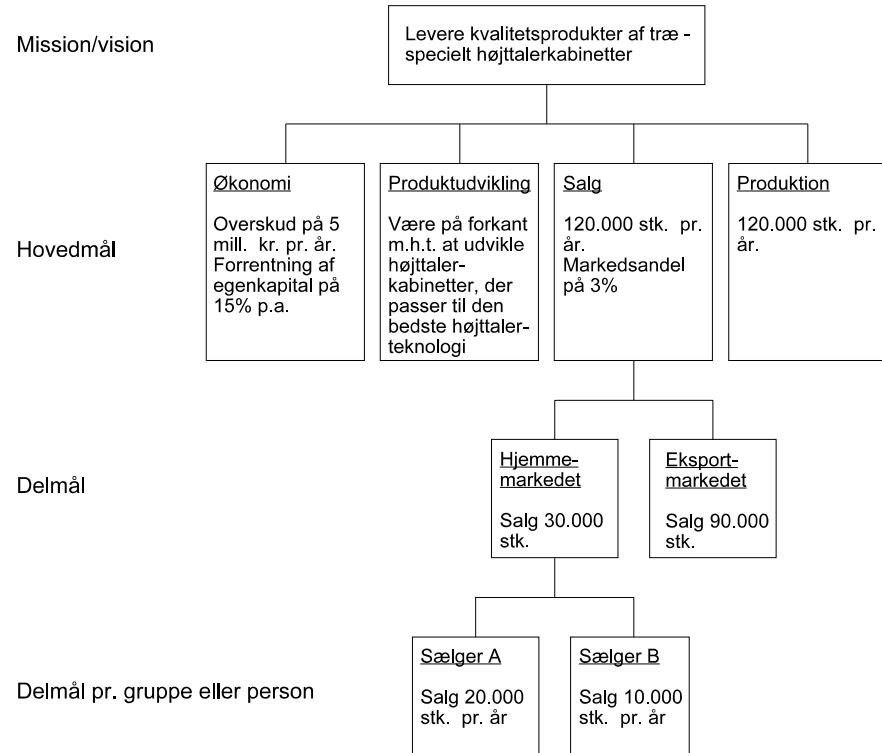 Mission/vision
Levere kvalitetsprodukter af træ -
specielt højttalerkabinetter
Hovedmål
Økonomi
Overskud på 5
mill. kr. pr. år.
Forrentning af
egenkapital på
15% p.a.
Produktudvikling
Være på forkant
m.h.t. at udvikle
højttaler-
kabinetter, der
passer til den
bedste højttaler-
teknologi
Salg
120.000 stk. pr.
år.
Markedsandel
på 3%
Produktion
120.000 stk. pr.
år.
Delmål
Hjemme-
markedet
Salg 30.000
stk.
Eksport-
markedet
Salg 90.000
stk.
Delmål pr. gruppe eller person
Sælger A
Salg 20.000
stk. pr. år
Sælger B
Salg 10.000
stk. pr. år